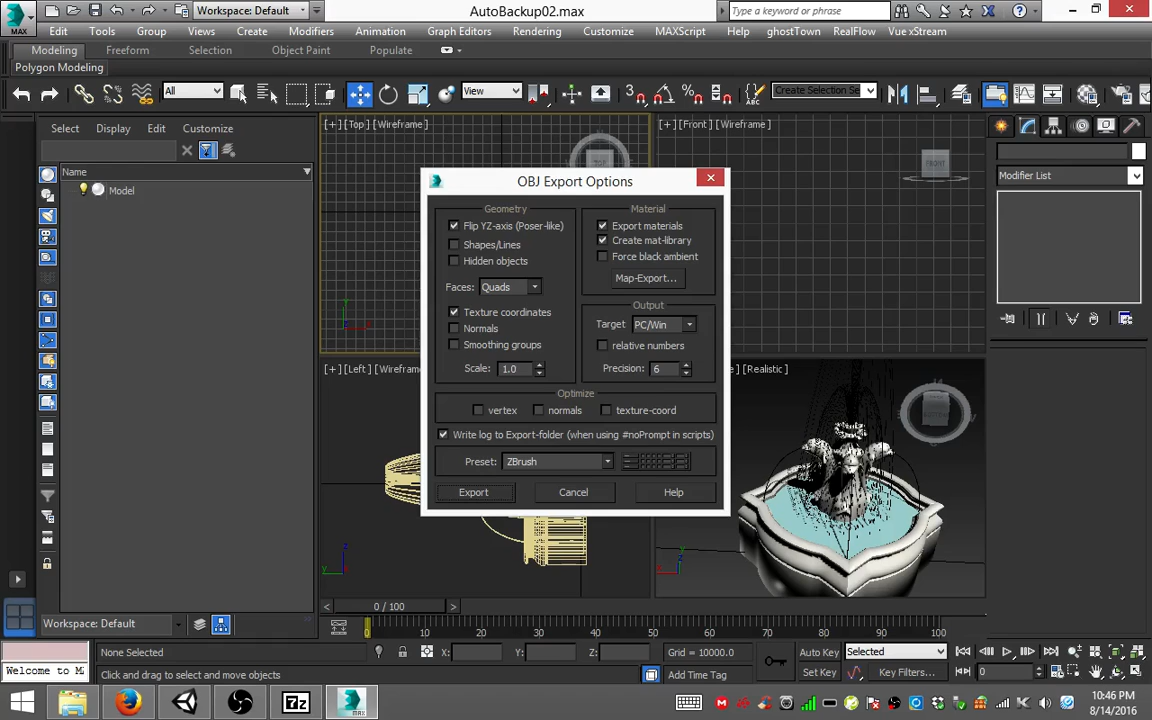 MAX
Workspace: Default
AutoBackup02.max
Type a keyword or phrase
Edit Tools Group Views Create Modifiers Animation Graph Editors Rendering Customize MAXScript ghostTown RealFlow Vue xStream
Modeling Freeform Selection Object Paint Populate
Polygon Modeling
All
View
Create Selection Se
Select Display Edit Customize
Name
Model
[+] [Top] [Wireframe]
TOP
[+] [Front] [Wireframe]
FRONT
Modifier List
OBJ Export Options
Geometry
Flip YZ-axis (Poser-like)
Shapes/Lines
Hidden objects
Faces: Quads
Texture coordinates
Normals
Smoothing groups
Scale: 1.0
Material
Export materials
Create mat-library
Force black ambient
Map-Export...
Output
Target PC/Win
relative numbers
Precision: 6
Optimize
vertex normals texture-coord
Write log to Export-folder (when using #noPrompt in scripts)
Preset: ZBrush
Export Cancel Help
[+] [Left] [Wirefram
[Realistic]
Workspace: Default
0 / 100
0 10 20 30 40 50 60 70 80 90 100
None Selected
X: Y: Z:
Grid = 10000.0
Auto Key Selected
Welcome to M
Click and drag to select and move objects
Add Time Tag
Set Key Key Filters...
0
7z
MAX
10:46 PM
8/14/2016